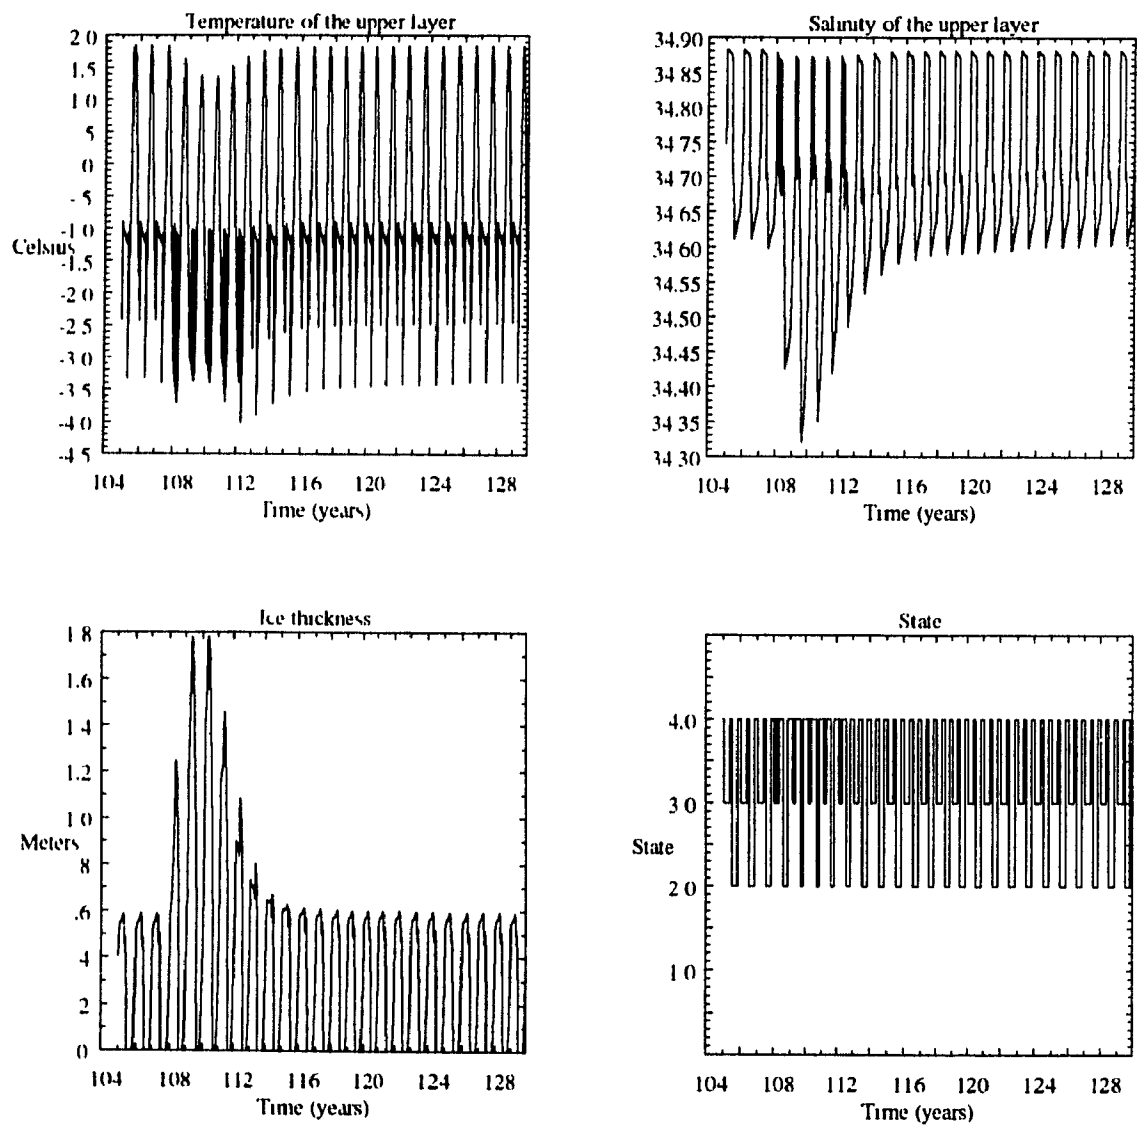 Temperature of the upper layer
2 0
1.5
1 0
5
0
- 5
-1 0
Celsius
-1.5
-2 0
-2.5
-3 0
-3.5
-4 0
-4 5
104 108 112 116 120 124 128
Time (years)
Salinity of the upper layer
34.90
34.85
34.80
34.75
34 70
34 65
34 60
34.55
34.50
34.45
34.40
34 35
34 30
104 108 112 116 120 124 128
Time (years)
Ice thickness
1 8
1.6
1.4
1.2
1 0
Meters
8
.6
4
2
0
104 108 112 116 120 124 128
Time (years)
State
4.0
3 0
State
2 0
1 0
104 108 112 116 120 124 128
Time (years)